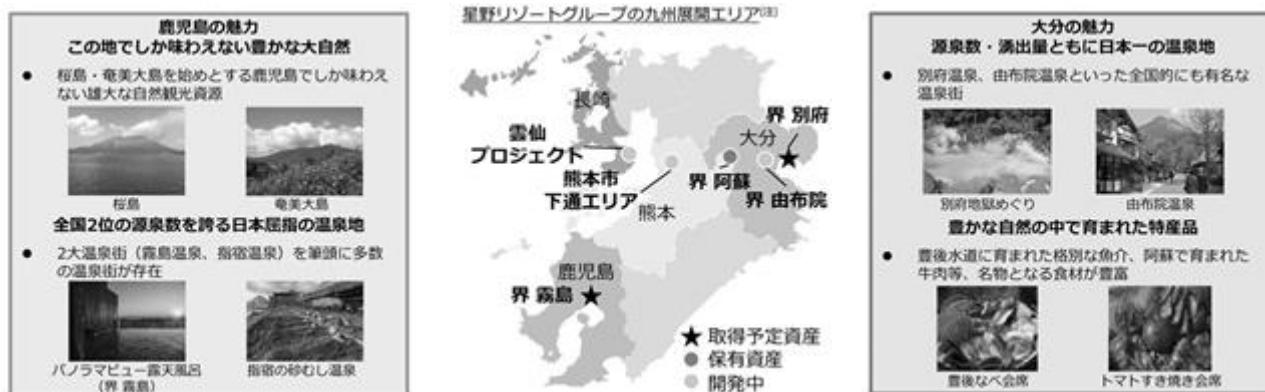 鹿児島の魅力
この地でしか味わえない豊かな大自然
● 桜島・奄美大島を始めとする鹿児島でしか味わえ
ない雄大な自然観光資源
桜島
奄美大島
全国2位の源泉数を誇る日本屈指の温泉地
● 2大温泉街（霧島温泉、指宿温泉）を筆頭に多数
の温泉街が存在
パノラマビュー露天風呂
（界 霧島）
指宿の砂むし温泉
星野リゾートグループの九州展開エリア(注)
長崎
雲仙
プロジェクト
熊本市
下通エリア
熊本
界 阿蘇
大分
界 別府
界 由布院
鹿児島
界 霧島
★ 取得予定資産
● 保有資産
● 開発中
大分の魅力
源泉数・湧出量ともに日本一の温泉地
● 別府温泉、由布院温泉といった全国的にも有名な
温泉街
別府地獄めぐり
由布院温泉
豊かな自然の中で育まれた特産品
● 豊後水道に育まれた格別な魚介、阿蘇で育まれた
牛肉等、名物となる食材が豊富
豊後なべ会席
トマトすき焼き会席